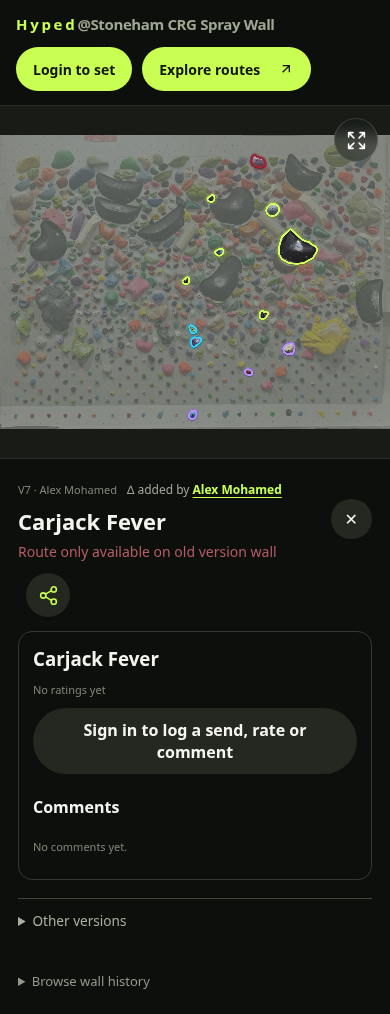 Hyped @Stoneham CRG Spray Wall
Login to set
Explore routes
V7 · Alex Mohamed Δ added by Alex Mohamed
Carjack Fever
Route only available on old version wall
Carjack Fever
No ratings yet
Sign in to log a send, rate or
comment
Comments
No comments yet.
Other versions
Browse wall history